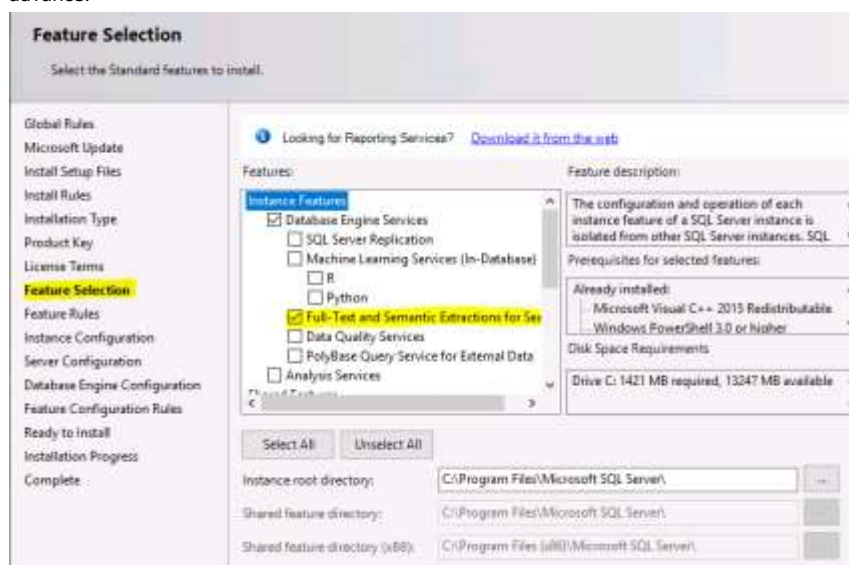 advance.
Feature Selection
Select the Standard features to install.
Global Rules
Microsoft Update
Install Setup Files
Install Rules
Installation Type
Product Key
License Terms
Feature Selection
Feature Rules
Instance Configuration
Server Configuration
Database Engine Configuration
Feature Configuration Rules
Ready to Install
Installation Progress
Complete
Looking for Reporting Services? Download it from the web
Features:
Instance Features
Database Engine Services
SQL Server Replication
Machine Learning Services (In-Database)
R
Python
Full-Text and Semantic Extractions for Sea
Data Quality Services
PolyBase Query Service for External Data
Analysis Services
Shared Features
Feature description:
The configuration and operation of each
instance feature of a SQL Server instance is
isolated from other SQL Server instances. SQL
Prerequisites for selected features:
Already installed:
Microsoft Visual C++ 2015 Redistributable
Windows PowerShell 3.0 or higher
Disk Space Requirements
Drive C: 1421 MB required, 13247 MB available
Select All
Unselect All
Instance root directory:
C:\Program Files\Microsoft SQL Server\
...
Shared feature directory:
C:\Program Files\Microsoft SQL Server\
Shared feature directory (x86):
C:\Program Files (x86)\Microsoft SQL Server\